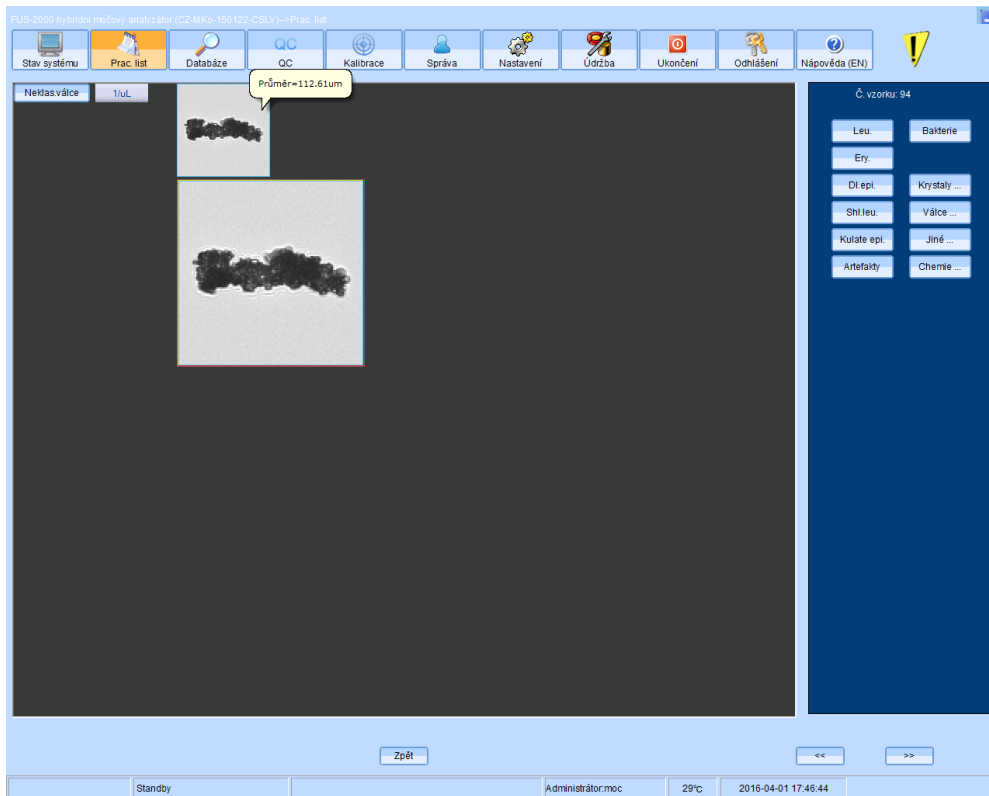 FUS-2000 hybridní močový analyzátor (CZ-MKo-150122-CSLV)-->Prac. list
Stav systému
Prac. list
Databáze
QC
QC
Kalibrace
Správa
Nastavení
Údržba
Ukončení
Odhlášení
Nápověda (EN)
Průměr=112.61um
Neklas.válce
1/uL
Č. vzorku: 94
Leu. Bakterie
Ery.
Dl.epi. Krystaly ...
Shl.leu. Válce ...
Kulate epi. Jiné ...
Artefakty Chemie ...
Zpět
<< >>
Standby Administrátor:moc 29℃ 2016-04-01 17:46:44